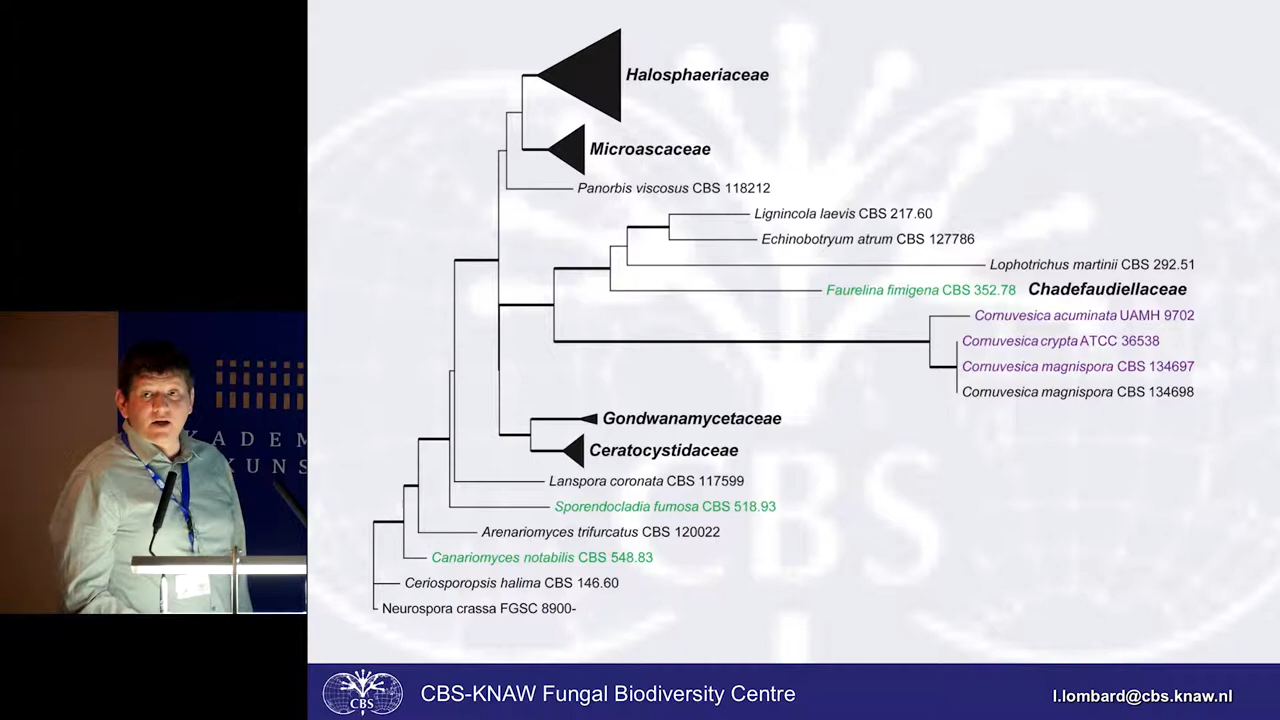 Halosphaeriaceae
Microascaceae
Panorbis viscosus CBS 118212
Lignincola laevis CBS 217.60
Echinobotryum atrum CBS 127786
Lophotrichus martinii CBS 292.51
Faurelina fimigena CBS 352.78 Chadefaudiellaceae
Cornuvesica acuminata UAMH 9702
Cornuvesica crypta ATCC 36538
Cornuvesica magnispora CBS 134697
Cornuvesica magnispora CBS 134698
Gondwanamycetaceae
Ceratocystidaceae
Lanspora coronata CBS 117599
Sporendocladia fumosa CBS 518.93
Arenariomyces trifurcatus CBS 120022
Canariomyces notabilis CBS 548.83
Ceriosporopsis halima CBS 146.60
Neurospora crassa FGSC 8900-
CBS
KADEM
KUNS
CBS
CBS-KNAW Fungal Biodiversity Centre
l.lombard@cbs.knaw.nl